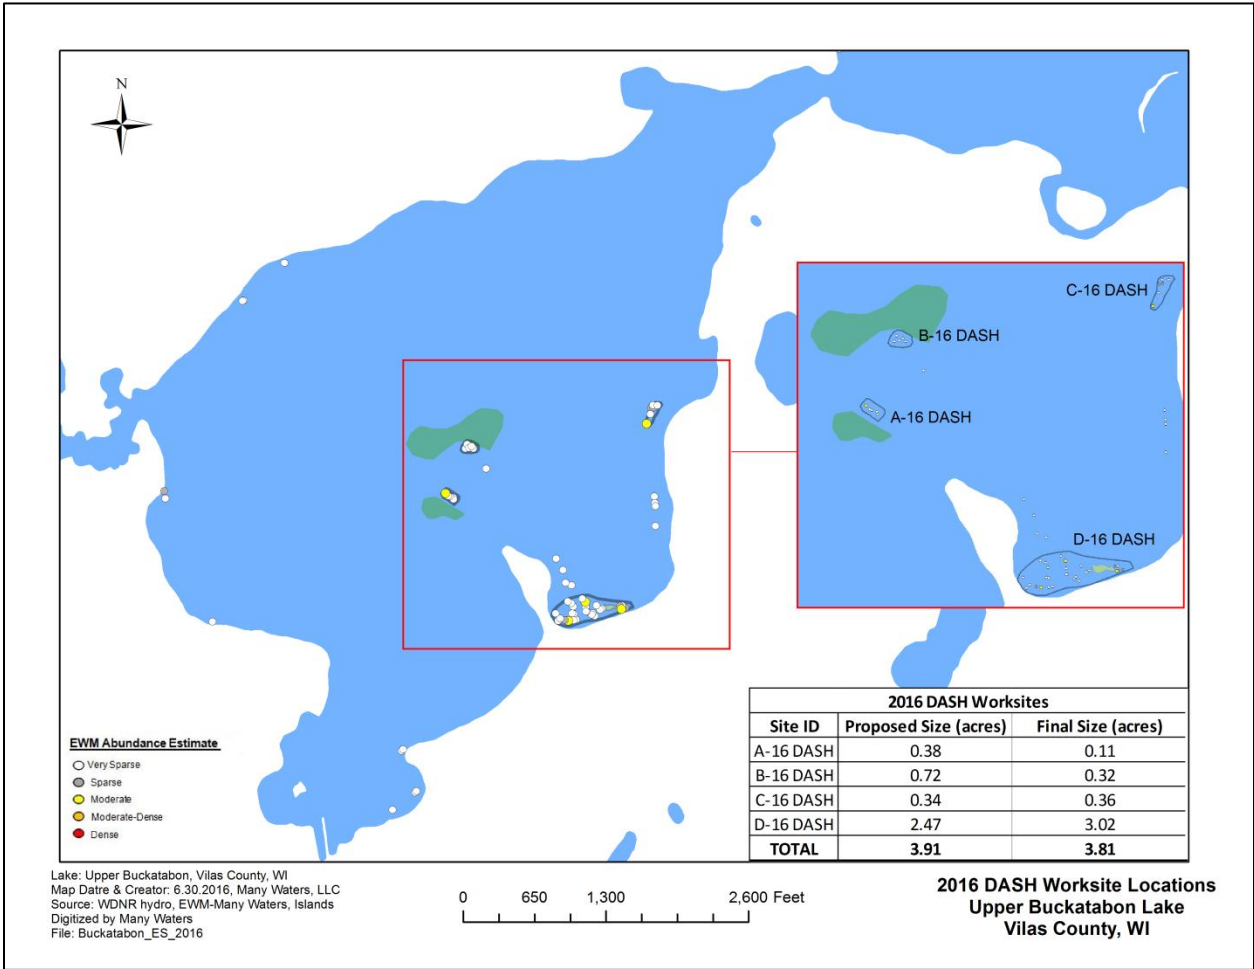 N
C-16 DASH
B-16 DASH
A-16 DASH
D-16 DASH
EWM Abundance Estimate
Very Sparse
Sparse
Moderate
Moderate-Dense
Dense
2016 DASH Worksites
Site ID Proposed Size (acres) Final Size (acres)
A-16 DASH 0.38 0.11
B-16 DASH 0.72 0.32
C-16 DASH 0.34 0.36
D-16 DASH 2.47 3.02
TOTAL 3.91 3.81
Lake: Upper Buckatabon, Vilas County, WI
Map Datre & Creator: 6.30.2016, Many Waters, LLC
Source: WDNR hydro, EWM-Many Waters, Islands
Digitized by Many Waters
File: Buckatabon_ES_2016
0 650 1,300 2,600 Feet
2016 DASH Worksite Locations
Upper Buckatabon Lake
Vilas County, WI